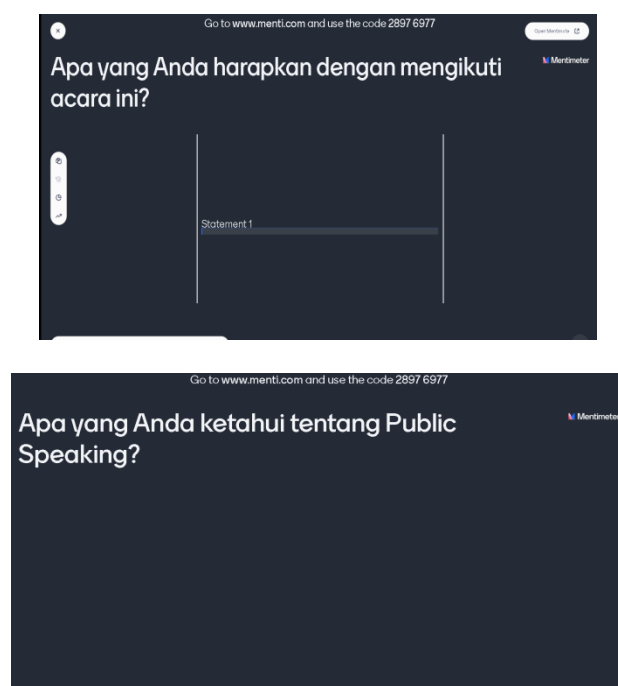 Go to www.menti.com and use the code 2897 6977
Open Mentimeter
Mentimeter
Apa yang Anda harapkan dengan mengikuti
acara ini?
Statement 1
Go to www.menti.com and use the code 2897 6977
Mentimeter
Apa yang Anda ketahui tentang Public
Speaking?